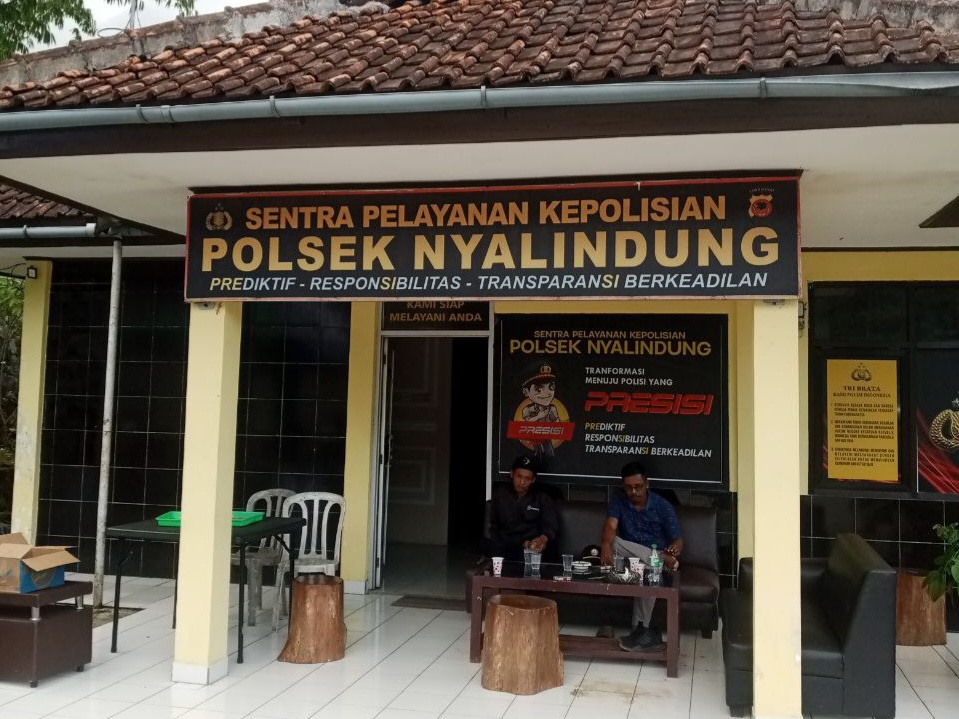 SENTRA PELAYANAN KEPOLISIAN
POLSEK NYALINDUNG
PREDIKTIF - RESPONSIBILITAS - TRANSPARANSI BERKEADILAN
KAMI SIAP
MELAYANI ANDA
SENTRA PELAYANAN KEPOLISIAN
POLSEK NYALINDUNG
TRANFORMASI
MENUJU POLISI YANG
PRESISI
PRESISI
PREDIKTIF
RESPONSIBILITAS
TRANSPARANSI BERKEADILAN
TRI BRATA